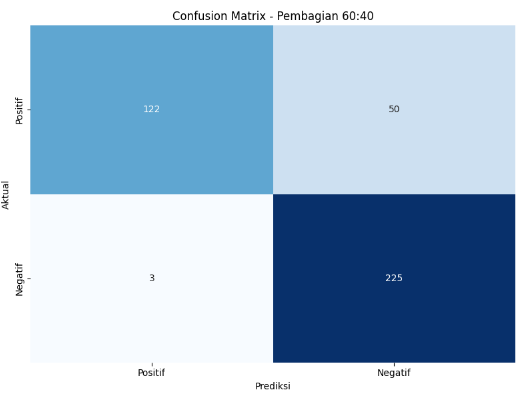 Confusion Matrix - Pembagian 60:40
Aktual
Positif
122
50
Negatif
3
225
Positif
Negatif
Prediksi